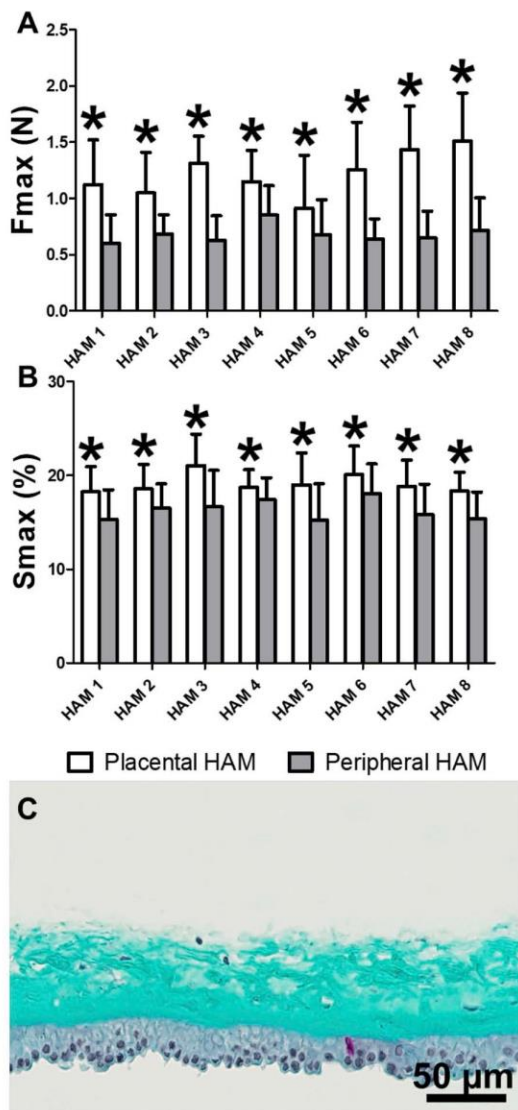 A
Fmax (N)
2.5
2.0
1.5
1.0
0.5
0.0
* * * * * * * *
HAM 1 HAM 2 HAM 3 HAM 4 HAM 5 HAM 6 HAM 7 HAM 8
B
Smax (%)
30
20
10
0
* * * * * * * *
HAM 1 HAM 2 HAM 3 HAM 4 HAM 5 HAM 6 HAM 7 HAM 8
Placental HAM Peripheral HAM
C
50 µm